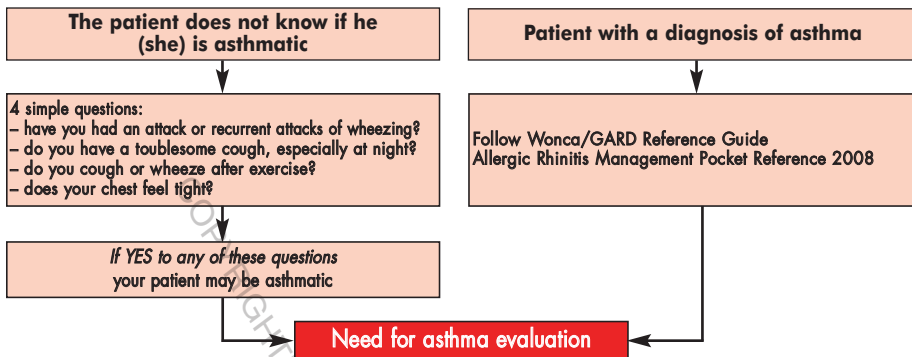 The patient does not know if he
(she) is asthmatic
4 simple questions:
– have you had an attack or recurrent attacks of wheezing?
– do you have a toublesome cough, especially at night?
– do you cough or wheeze after exercise?
– does your chest feel tight?
If YES to any of these questions
your patient may be asthmatic
Patient with a diagnosis of asthma
Follow Wonca/GARD Reference Guide
Allergic Rhinitis Management Pocket Reference 2008
Need for asthma evaluation
COPYRIGHT